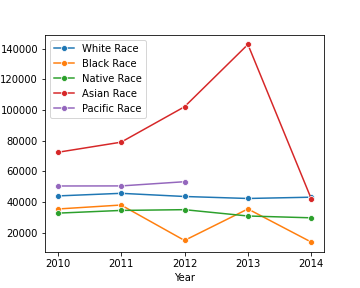 140000
120000
100000
80000
60000
40000
20000
White Race
Black Race
Native Race
Asian Race
Pacific Race
2010 2011 2012 2013 2014
Year